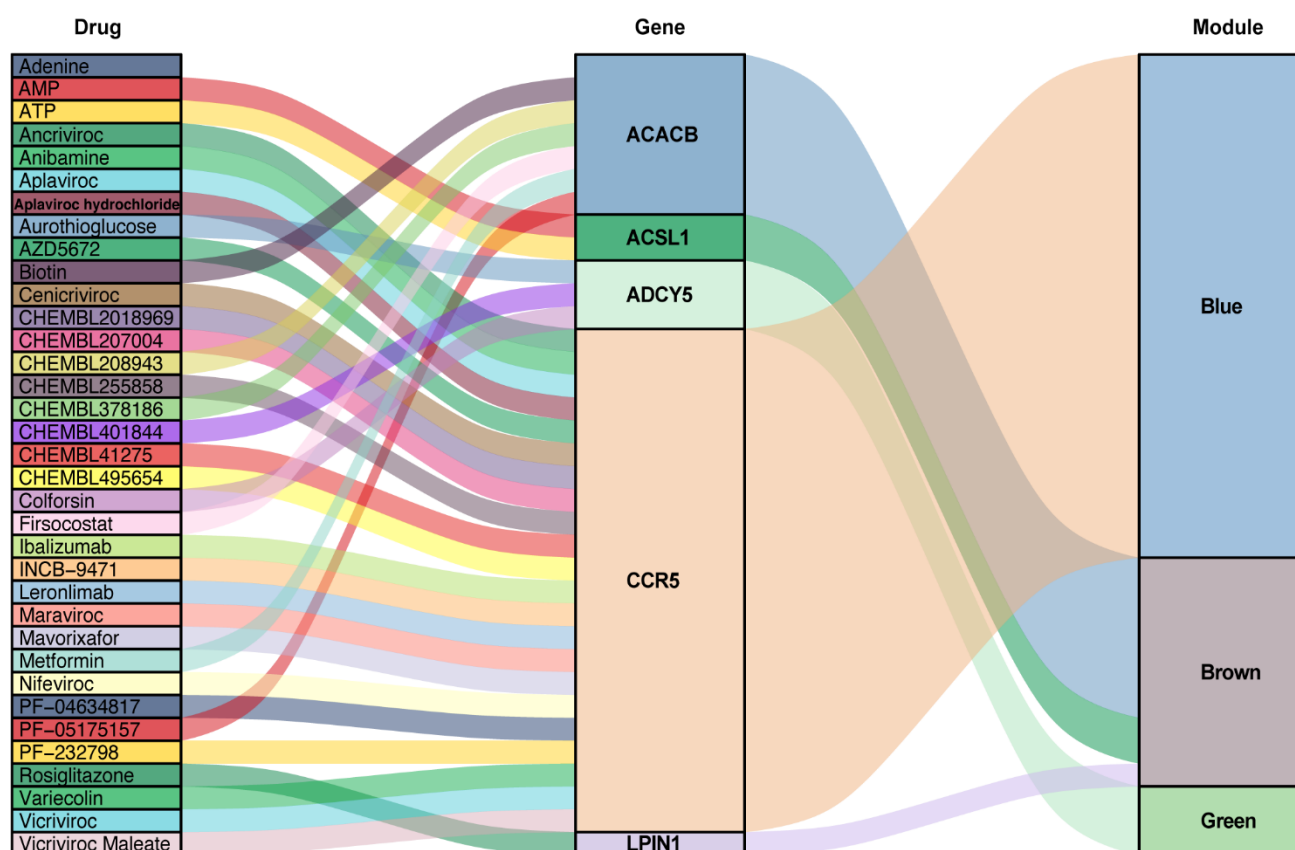 Drug
Gene
Module
Adenine
AMP
ATP
Ancriviroc
Anibamine
Aplaviroc
Aplaviroc hydrochloride
Aurothioglucose
AZD5672
Biotin
Cenicriviroc
CHEMBL2018969
CHEMBL207004
CHEMBL208943
CHEMBL255858
CHEMBL378186
CHEMBL401844
CHEMBL41275
CHEMBL495654
Colforsin
Firsocostat
Ibalizumab
INCB−9471
Leronlimab
Maraviroc
Mavorixafor
Metformin
Nifeviroc
PF−04634817
PF−05175157
PF−232798
Rosiglitazone
Variecolin
Vicriviroc
Vicriviroc Maleate
ACACB
ACSL1
ADCY5
CCR5
LPIN1
Blue
Brown
Green